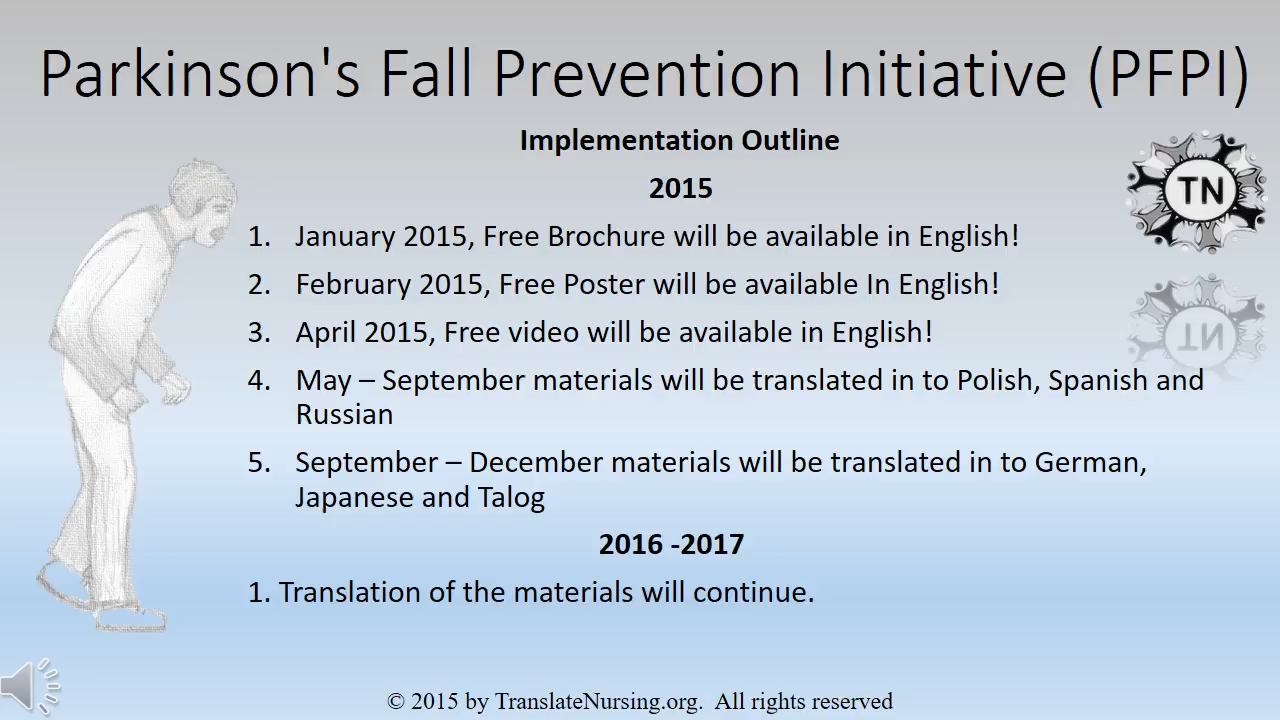 Parkinson's Fall Prevention Initiative (PFPI)
Implementation Outline
2015
TN
1. January 2015, Free Brochure will be available in English!
2. February 2015, Free Poster will be available In English!
3. April 2015, Free video will be available in English!
4. May – September materials will be translated in to Polish, Spanish and
Russian
5. September – December materials will be translated in to German,
Japanese and Talog
2016 -2017
1. Translation of the materials will continue.
© 2015 by TranslateNursing.org. All rights reserved